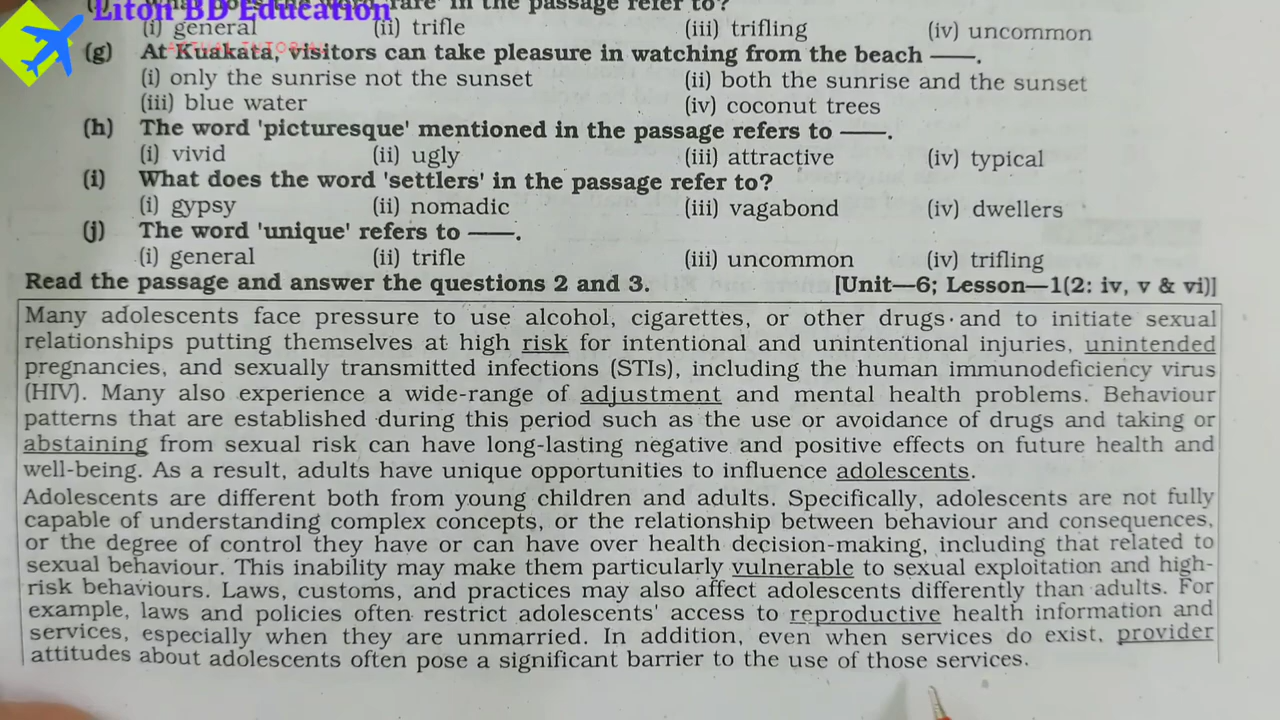 Liton BD Education
in the passage refer to?
(i) general (ii) trifle (iii) trifling (iv) uncommon
(g) At Kuakata, visitors can take pleasure in watching from the beach ——.
(i) only the sunrise not the sunset (ii) both the sunrise and the sunset
(iii) blue water (iv) coconut trees
(h) The word 'picturesque' mentioned in the passage refers to ——.
(i) vivid (ii) ugly (iii) attractive (iv) typical
(i) What does the word 'settlers' in the passage refer to?
(i) gypsy (ii) nomadic (iii) vagabond (iv) dwellers
(j) The word 'unique' refers to ——.
(i) general (ii) trifle (iii) uncommon (iv) trifling
Read the passage and answer the questions 2 and 3. [Unit—6; Lesson—1(2: iv, v & vi)]
Many adolescents face pressure to use alcohol, cigarettes, or other drugs and to initiate sexual
relationships putting themselves at high risk for intentional and unintentional injuries, unintended
pregnancies, and sexually transmitted infections (STIs), including the human immunodeficiency virus
(HIV). Many also experience a wide-range of adjustment and mental health problems. Behaviour
patterns that are established during this period such as the use or avoidance of drugs and taking or
abstaining from sexual risk can have long-lasting negative and positive effects on future health and
well-being. As a result, adults have unique opportunities to influence adolescents.
Adolescents are different both from young children and adults. Specifically, adolescents are not fully
capable of understanding complex concepts, or the relationship between behaviour and consequences,
or the degree of control they have or can have over health decision-making, including that related to
sexual behaviour. This inability may make them particularly vulnerable to sexual exploitation and high-
risk behaviours. Laws, customs, and practices may also affect adolescents differently than adults. For
example, laws and policies often restrict adolescents' access to reproductive health information and
services, especially when they are unmarried. In addition, even when services do exist, provider
attitudes about adolescents often pose a significant barrier to the use of those services.